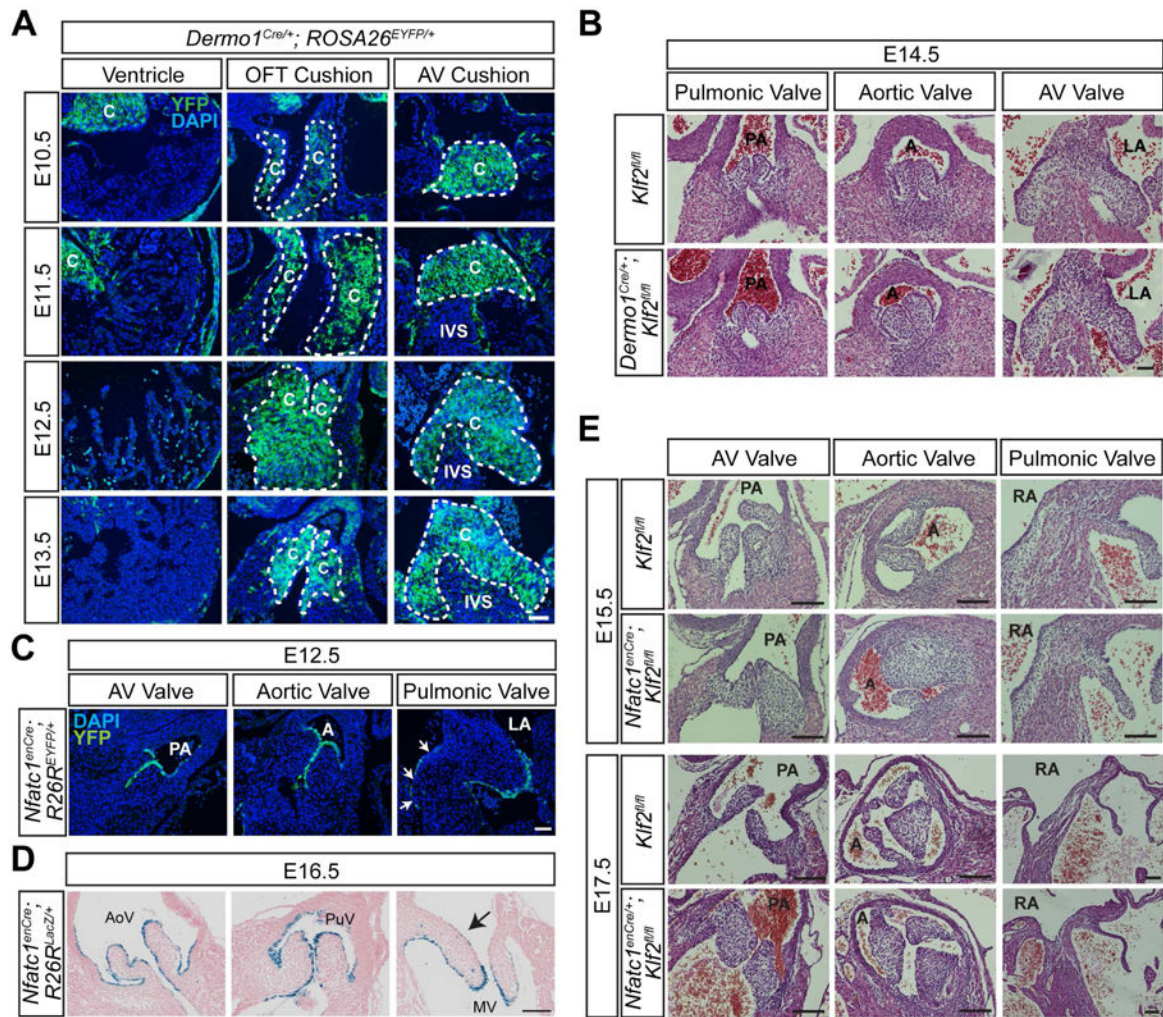 A
Dermo1Cre/+; ROSA26EYFP/+
Ventricle OFT Cushion AV Cushion
E10.5
C
YFP
DAPI
C C
C
E11.5
C
C C
C
IVS
E12.5
C C
C
IVS
E13.5
C C
C
IVS
B
E14.5
Pulmonic Valve Aortic Valve AV Valve
Klf2fl/fl
PA A LA
Dermo1Cre/+;
Klf2fl/fl
PA A LA
C
E12.5
AV Valve Aortic Valve Pulmonic Valve
Nfatc1enCre;
R26REYFP/+
DAPI
YFP
PA A LA
D
E16.5
Nfatc1enCre;
R26RLacZ/+
AoV PuV MV
E
AV Valve Aortic Valve Pulmonic Valve
E15.5
Klf2fl/fl
PA A RA
Nfatc1enCre;
Klf2fl/fl
PA A RA
E17.5
Klf2fl/fl
PA A RA
Nfatc1enCre/+;
Klf2fl/fl
PA A RA